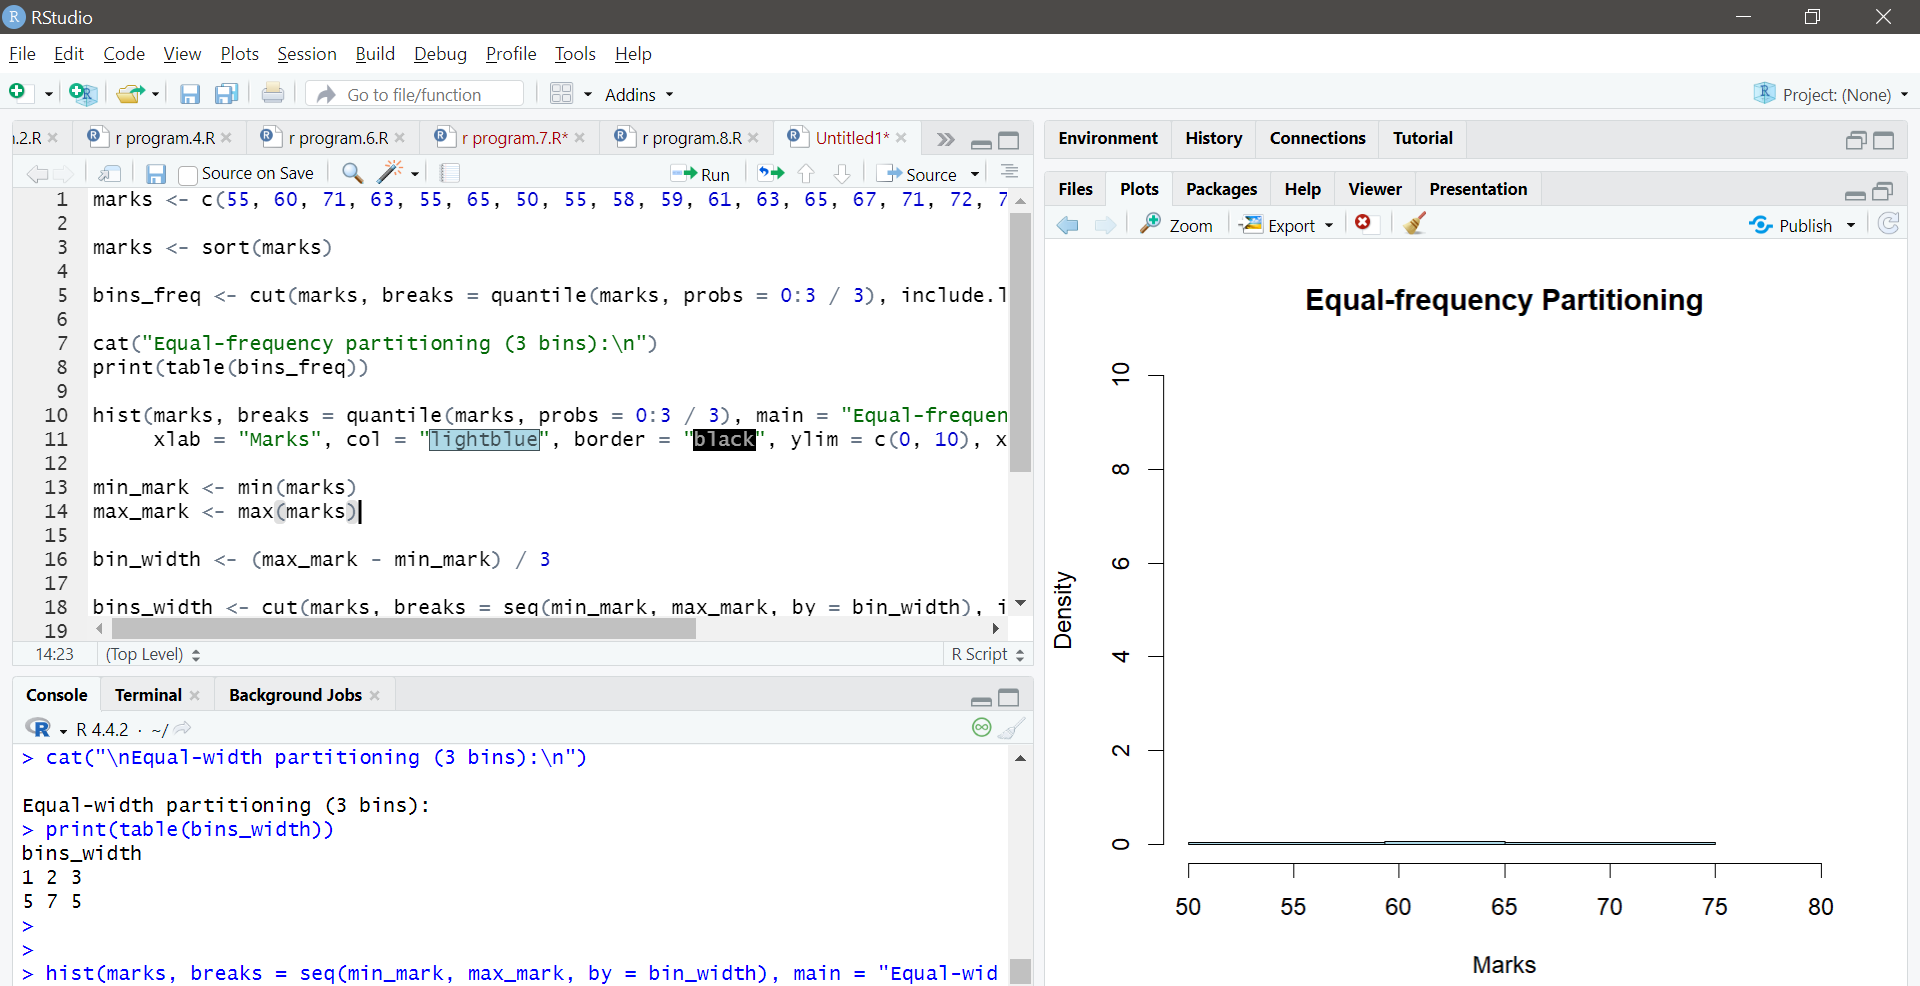 RStudio
File Edit Code View Plots Session Build Debug Profile Tools Help
Go to file/function Addins Project: (None)
.2.R r program.4.R r program.6.R r program.7.R* r program.8.R Untitled1*
Source on Save Run Source
1 marks <- c(55, 60, 71, 63, 55, 65, 50, 55, 58, 59, 61, 63, 65, 67, 71, 72, 7
2
3 marks <- sort(marks)
4
5 bins_freq <- cut(marks, breaks = quantile(marks, probs = 0:3 / 3), include.l
6
7 cat("Equal-frequency partitioning (3 bins):\n")
8 print(table(bins_freq))
9
10 hist(marks, breaks = quantile(marks, probs = 0:3 / 3), main = "Equal-frequen
11 xlab = "Marks", col = "lightblue", border = "black", ylim = c(0, 10), x
12
13 min_mark <- min(marks)
14 max_mark <- max(marks)
15
16 bin_width <- (max_mark - min_mark) / 3
17
18 bins_width <- cut(marks, breaks = seq(min_mark, max_mark, by = bin_width), i
19
14:23 (Top Level) R Script
Console Terminal Background Jobs
R 4.4.2 · ~/
> cat("\nEqual-width partitioning (3 bins):\n")
Equal-width partitioning (3 bins):
> print(table(bins_width))
bins_width
1 2 3
5 7 5
>
>
> hist(marks, breaks = seq(min_mark, max_mark, by = bin_width), main = "Equal-wid
Environment History Connections Tutorial
Files Plots Packages Help Viewer Presentation
Zoom Export Publish
Equal-frequency Partitioning
10
8
6
4
2
0
Density
50 55 60 65 70 75 80
Marks